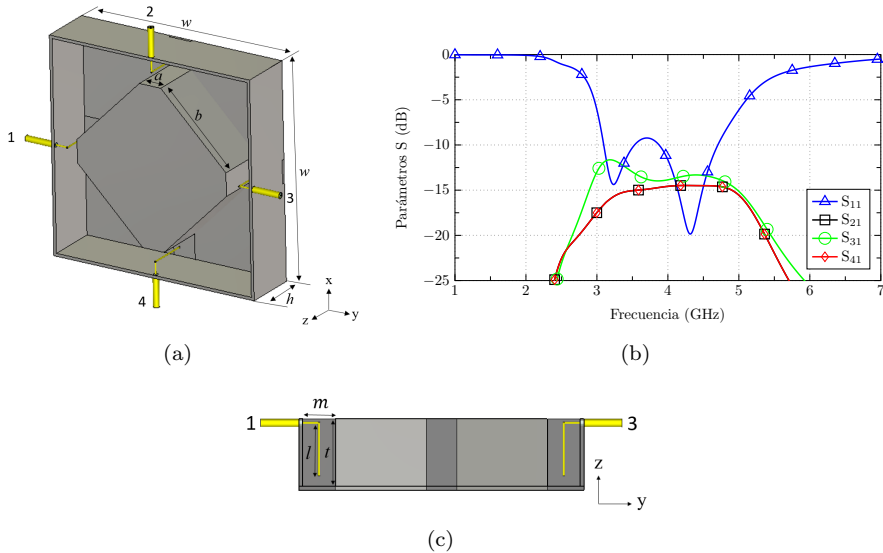 2
w
a
b
1
w
3
4
h
x
y
z
(a)
Parámetros S (dB)
0
−5
−10
−15
−20
−25
1 2 3 4 5 6 7
Frecuencia (GHz)
S11
S21
S31
S41
(b)
1
m
l
t
3
z
y
(c)